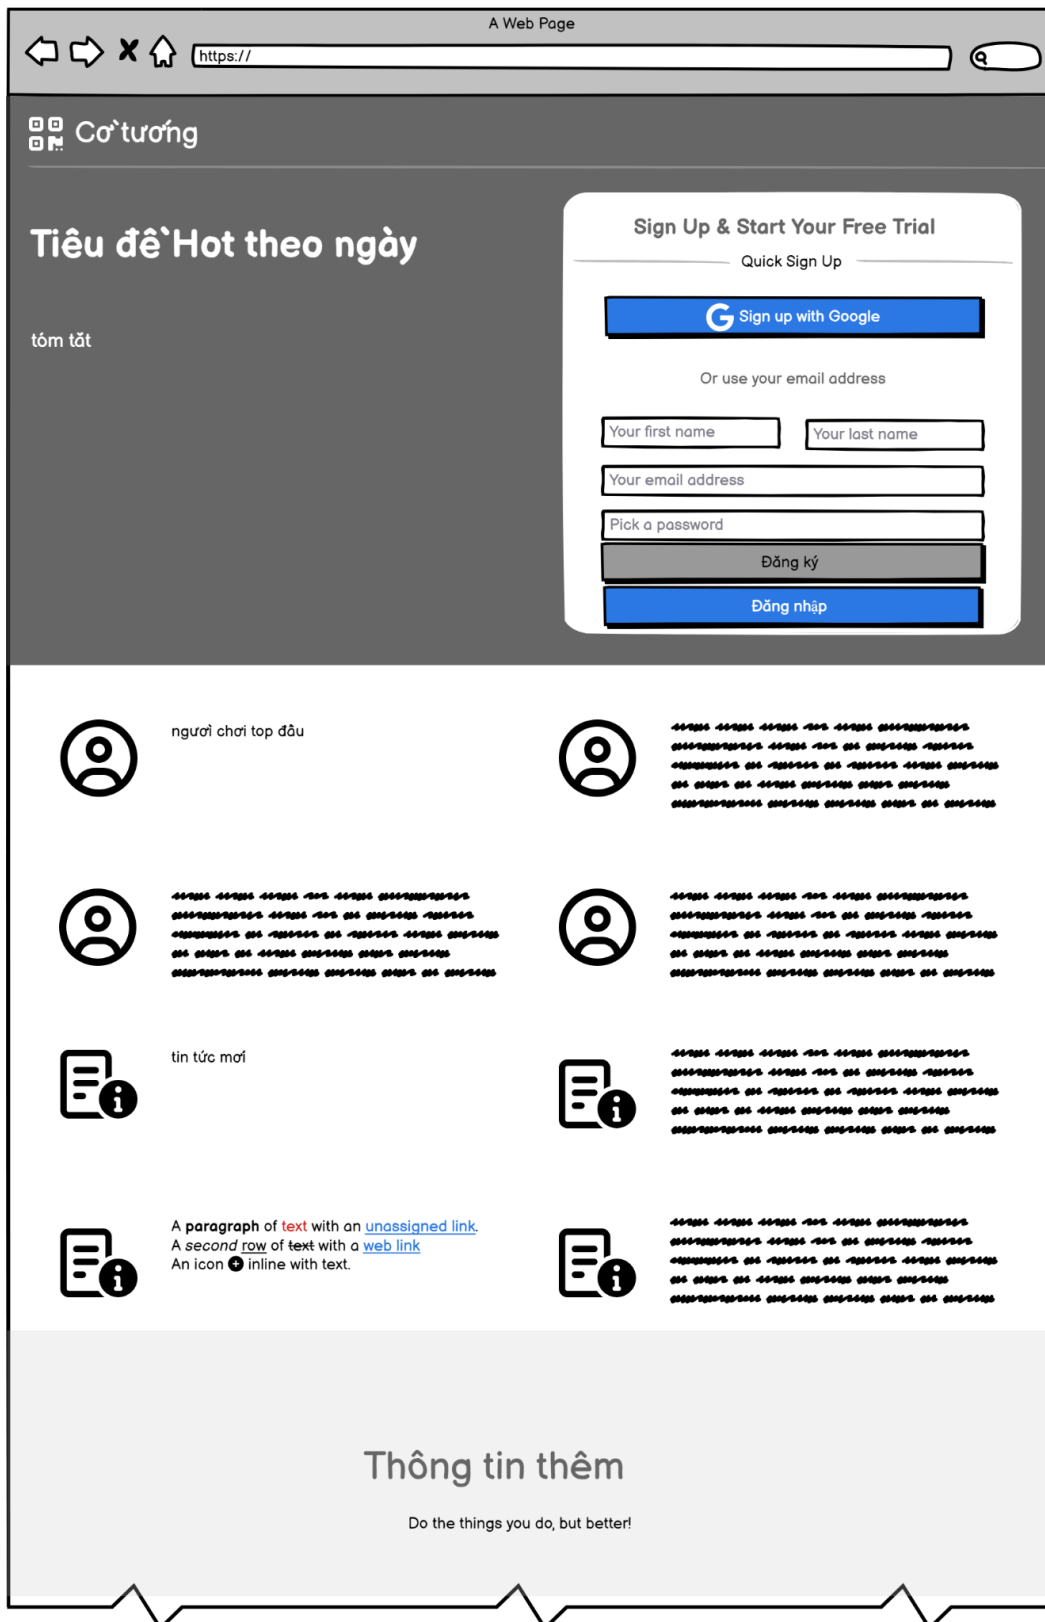 A Web Page
https://
Cờ tướng
Tiêu đề Hot theo ngày
tóm tắt
Sign Up & Start Your Free Trial
Quick Sign Up
Sign up with Google
Or use your email address
Your first name
Your last name
Your email address
Pick a password
Đăng ký
Đăng nhập
người chơi top đầu
tin tức mới
A paragraph of text with an unassigned link.
A second row of text with a web link
An icon inline with text.
Thông tin thêm
Do the things you do, but better!